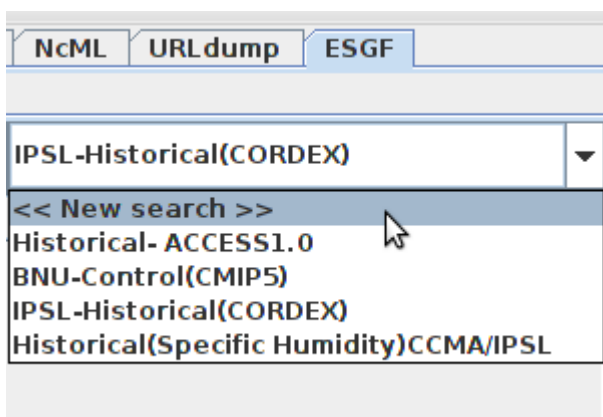 NcML URLdump ESGF
IPSL-Historical(CORDEX)
<< New search >>
Historical- ACCESS1.0
BNU-Control(CMIP5)
IPSL-Historical(CORDEX)
Historical(Specific Humidity)CCMA/IPSL